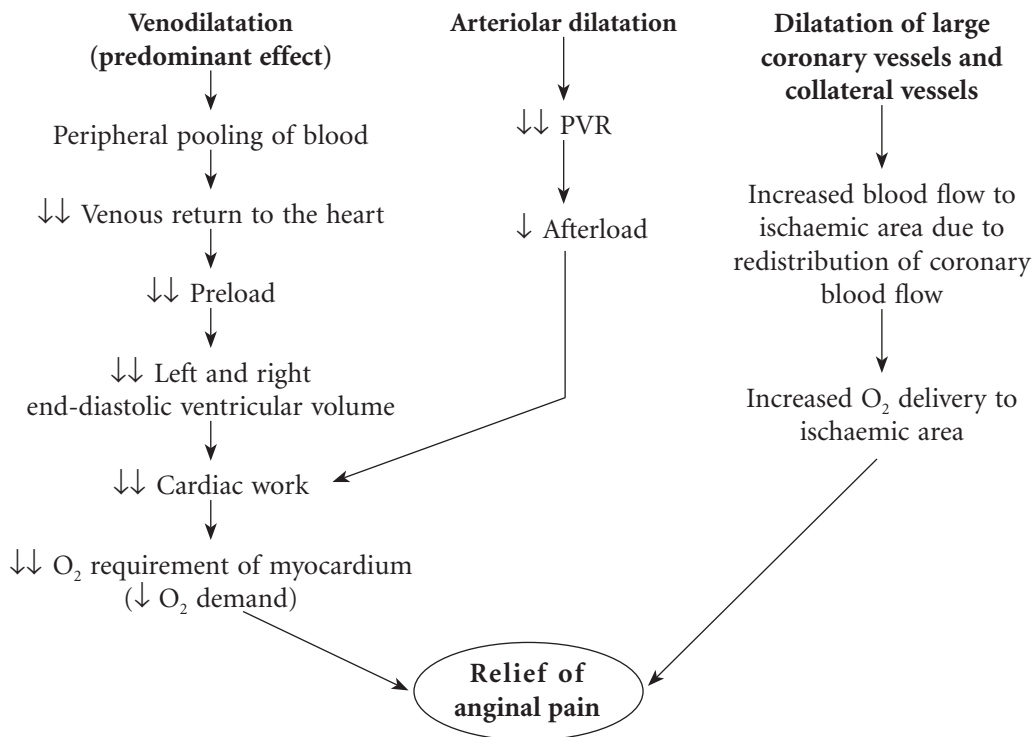 Venodilatation
(predominant effect)
Peripheral pooling of blood
↓↓ Venous return to the heart
↓↓ Preload
↓↓ Left and right
end-diastolic ventricular volume
↓↓ Cardiac work
↓↓ O₂ requirement of myocardium
(↓ O₂ demand)
Arteriolar dilatation
↓↓ PVR
↓ Afterload
Dilatation of large
coronary vessels and
collateral vessels
Increased blood flow to
ischaemic area due to
redistribution of coronary
blood flow
Increased O₂ delivery to
ischaemic area
Relief of
anginal pain